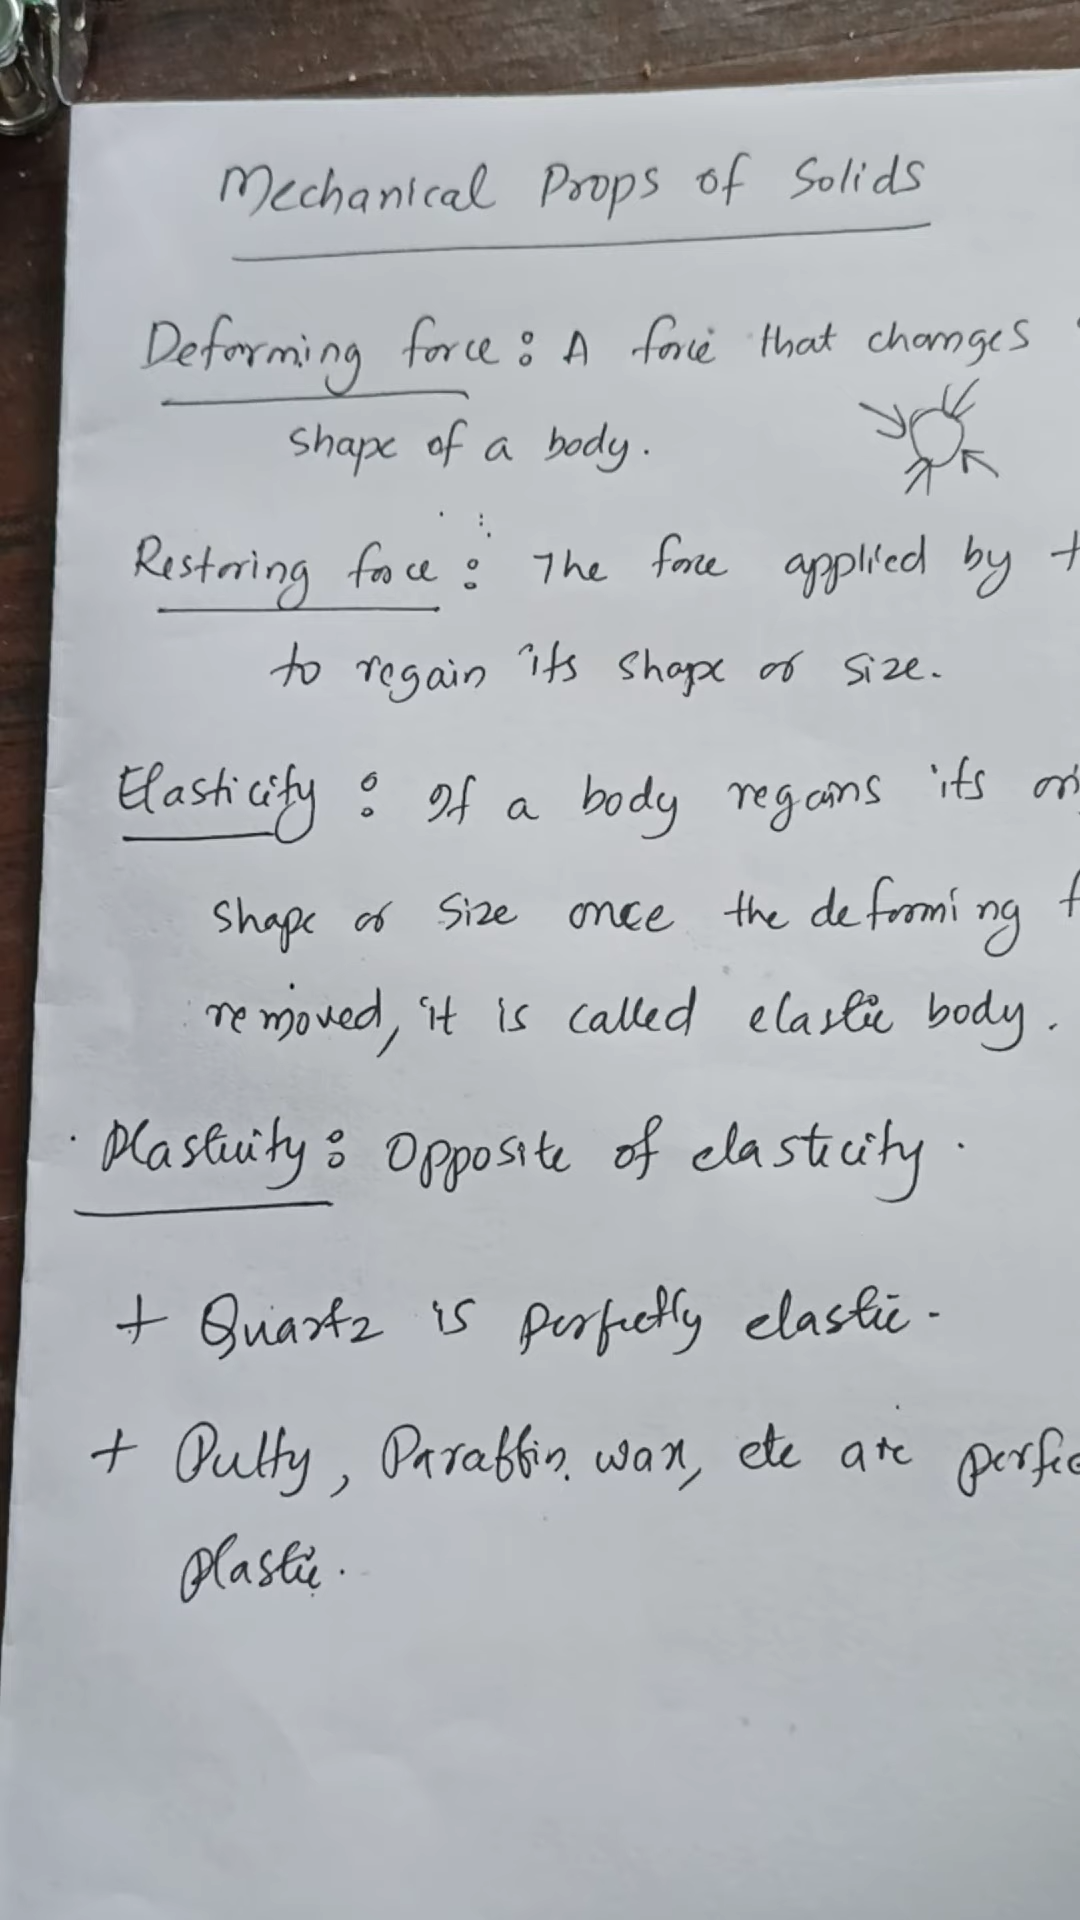 Mechanical Props of Solids
Deforming force: A force that changes
shape of a body.
Restoring force: The force applied by
to regain its shape or size.
Elasticity: If a body regains its
shape or size once the deforming
removed, it is called elastic body.
Plasticity: Opposite of elasticity.
+ Quartz is perfectly elastic.
+ Putty, Paraffin wax, etc are
plastic.